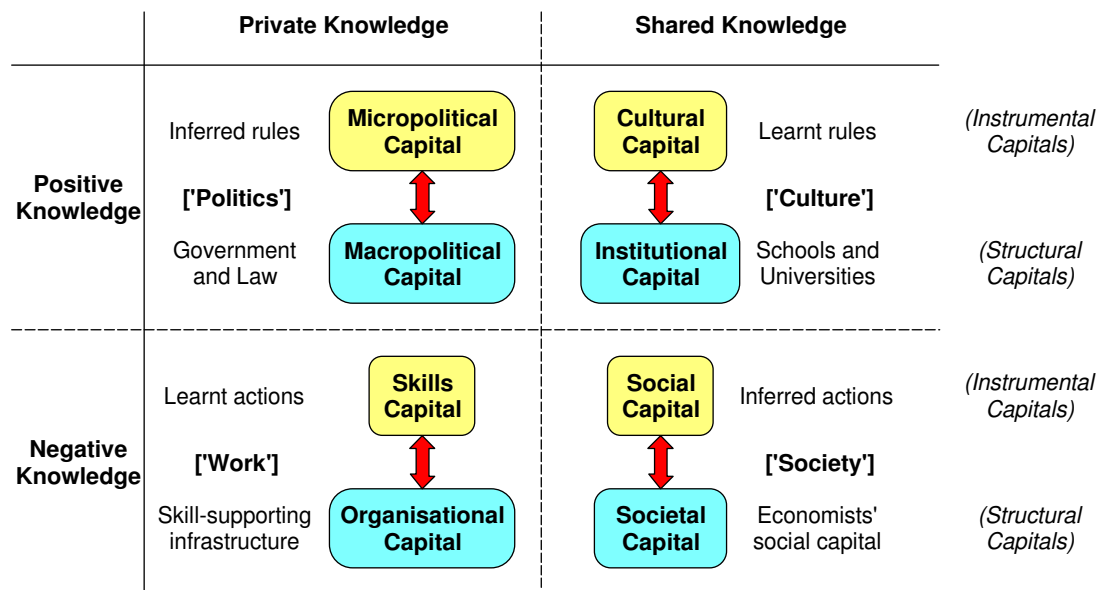 Private Knowledge
Shared Knowledge
Positive
Knowledge
Inferred rules
Micropolitical
Capital
Cultural
Capital
Learnt rules
(Instrumental
Capitals)
['Politics']
['Culture']
Government
and Law
Macropolitical
Capital
Institutional
Capital
Schools and
Universities
(Structural
Capitals)
Negative
Knowledge
Learnt actions
Skills
Capital
Social
Capital
Inferred actions
(Instrumental
Capitals)
['Work']
['Society']
Skill-supporting
infrastructure
Organisational
Capital
Societal
Capital
Economists'
social capital
(Structural
Capitals)